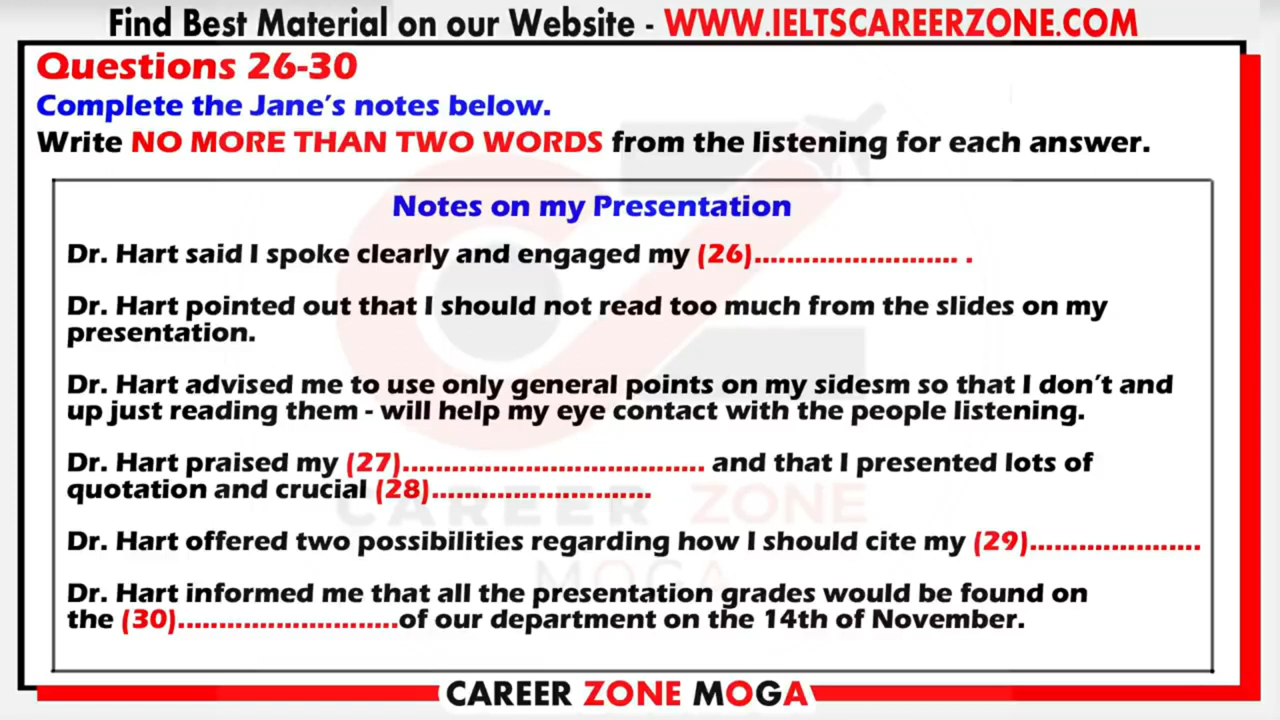 Find Best Material on our Website - WWW.IELTSCAREERZONE.COM
Questions 26-30
Complete the Jane’s notes below.
Write NO MORE THAN TWO WORDS from the listening for each answer.
Notes on my Presentation
Dr. Hart said I spoke clearly and engaged my (26)......................... .
Dr. Hart pointed out that I should not read too much from the slides on my
presentation.
Dr. Hart advised me to use only general points on my sidesm so that I don’t and
up just reading them - will help my eye contact with the people listening.
Dr. Hart praised my (27)..................................... and that I presented lots of
quotation and crucial (28)...........................
Dr. Hart offered two possibilities regarding how I should cite my (29).....................
Dr. Hart informed me that all the presentation grades would be found on
the (30)...........................of our department on the 14th of November.
CAREER ZONE
MOGA
CAREER ZONE MOGA